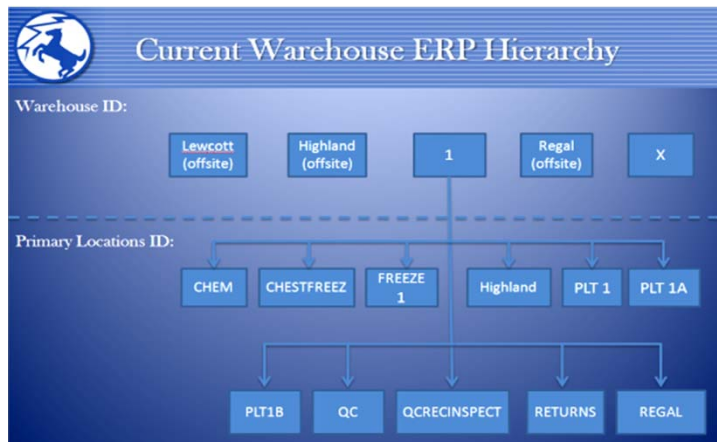 Current Warehouse ERP Hierarchy
Warehouse ID:
Lewcott
(offsite)
Highland
(offsite)
1
Regal
(offsite)
X
Primary Locations ID:
CHEM
CHESTFREEZ
FREEZE
1
Highland
PLT 1
PLT 1A
PLT1B
QC
QCRECINSPECT
RETURNS
REGAL